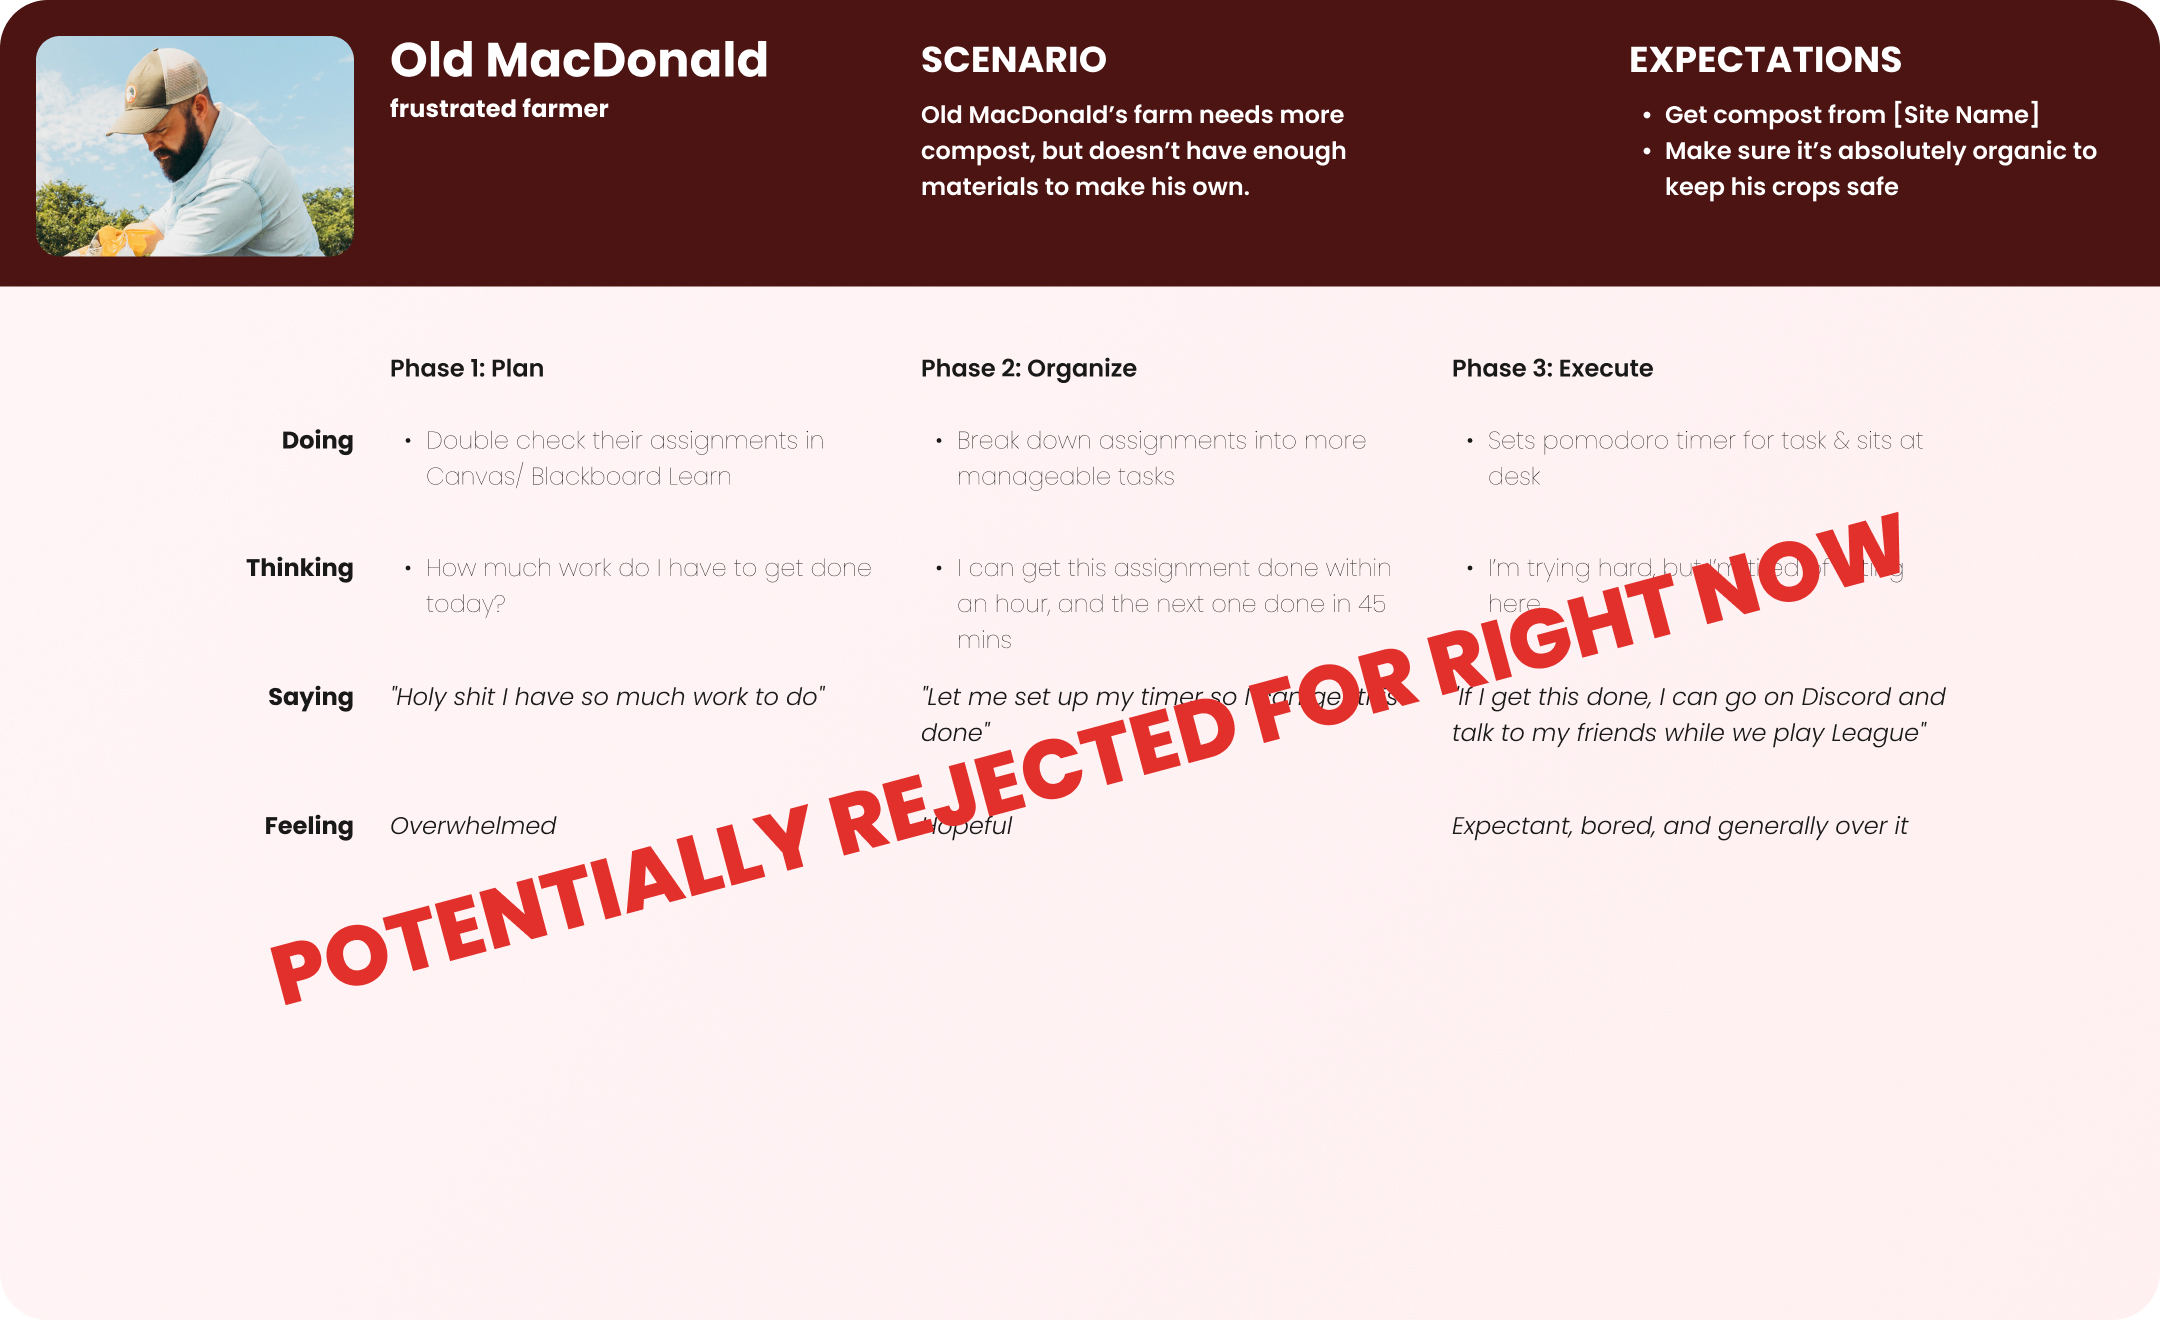 Old MacDonald
frustrated farmer
SCENARIO
Old MacDonald’s farm needs more
compost, but doesn’t have enough
materials to make his own.
EXPECTATIONS
• Get compost from [Site Name]
• Make sure it’s absolutely organic to
keep his crops safe
Phase 1: Plan
Phase 2: Organize
Phase 3: Execute
Doing
• Double check their assignments in
Canvas/ Blackboard Learn
• Break down assignments into more
manageable tasks
• Sets pomodoro timer for task & sits at
desk
Thinking
• How much work do I have to get done
today?
• I can get this assignment done within
an hour, and the next one done in 45
mins
• I’m trying hard, but I’m tired of
here
Saying
"Holy shit I have so much work to do"
"Let me set up my timer so I can get this
done"
"If I get this done, I can go on Discord and
talk to my friends while we play League"
Feeling
Overwhelmed
Hopeful
Expectant, bored, and generally over it
POTENTIALLY REJECTED FOR RIGHT NOW